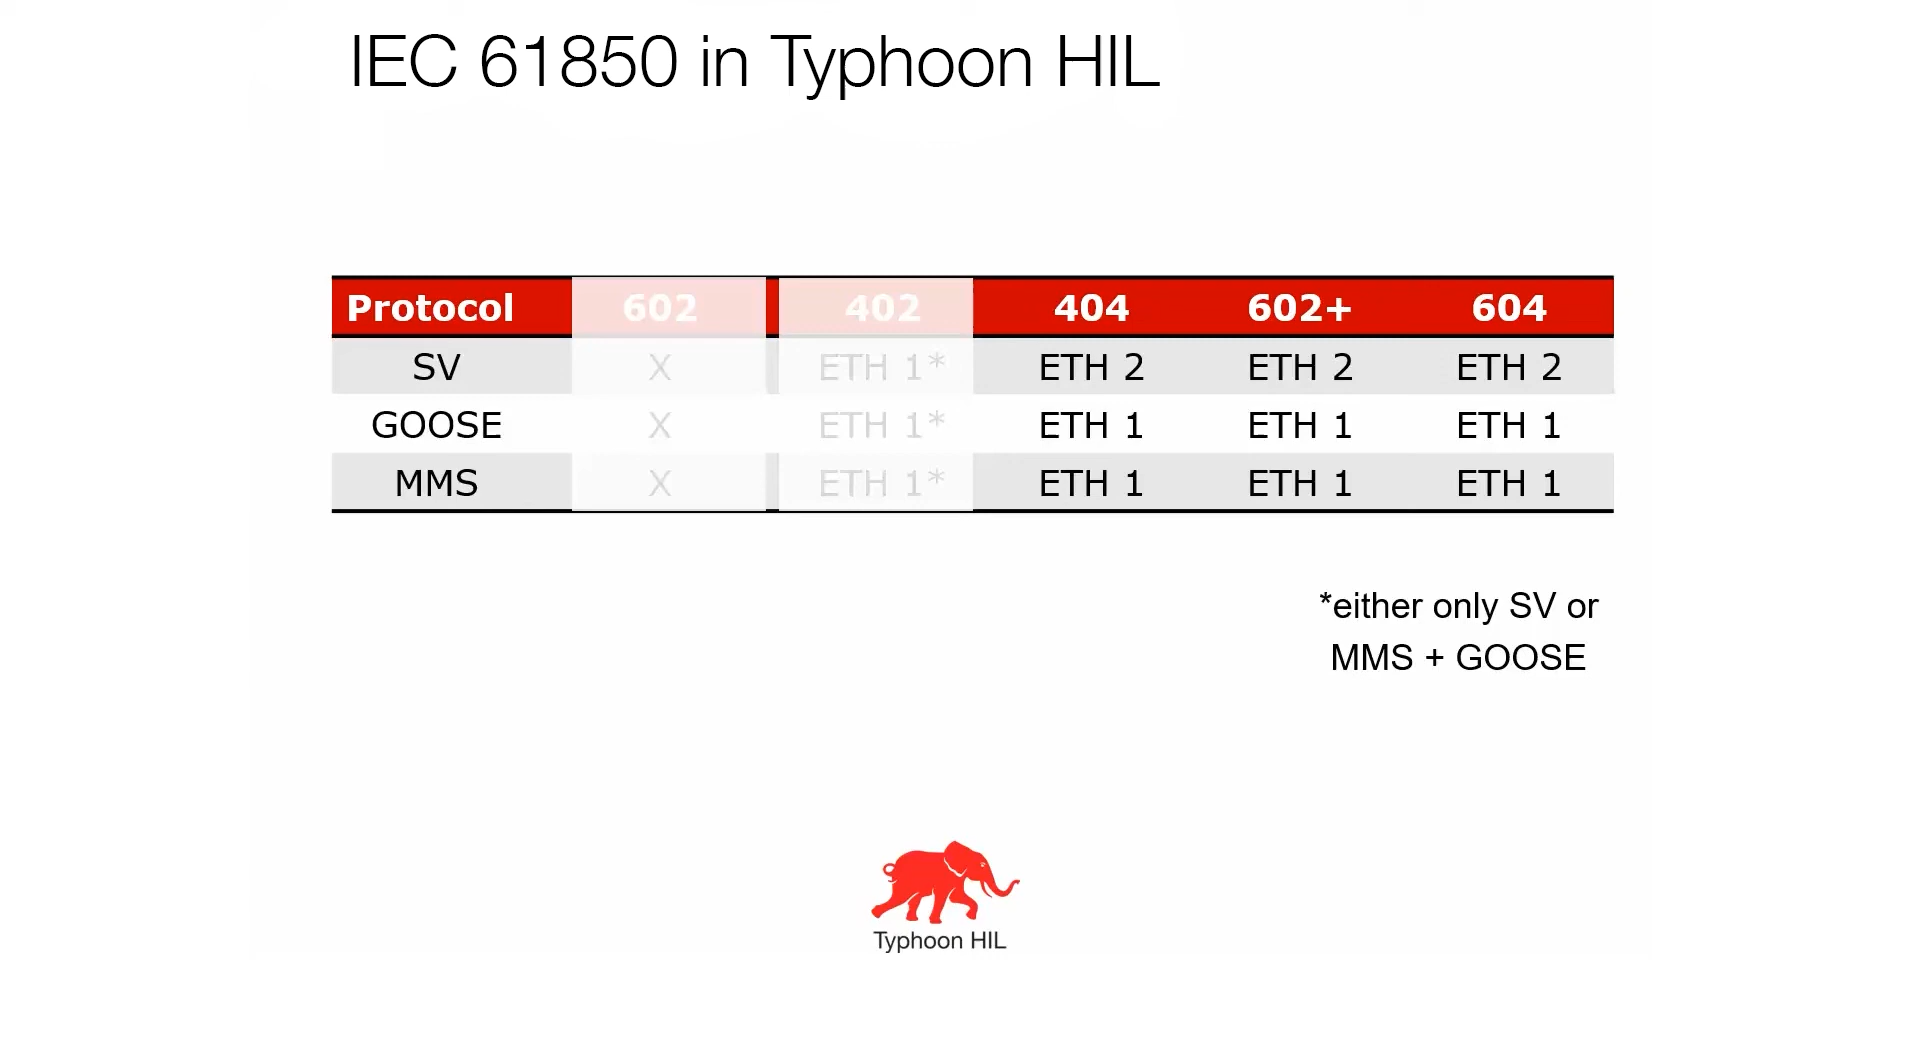 IEC 61850 in Typhoon HIL
Protocol 602 402 404 602+ 604
SV X ETH 1* ETH 2 ETH 2 ETH 2
GOOSE X ETH 1* ETH 1 ETH 1 ETH 1
MMS X ETH 1* ETH 1 ETH 1 ETH 1
*either only SV or
MMS + GOOSE
Typhoon HIL